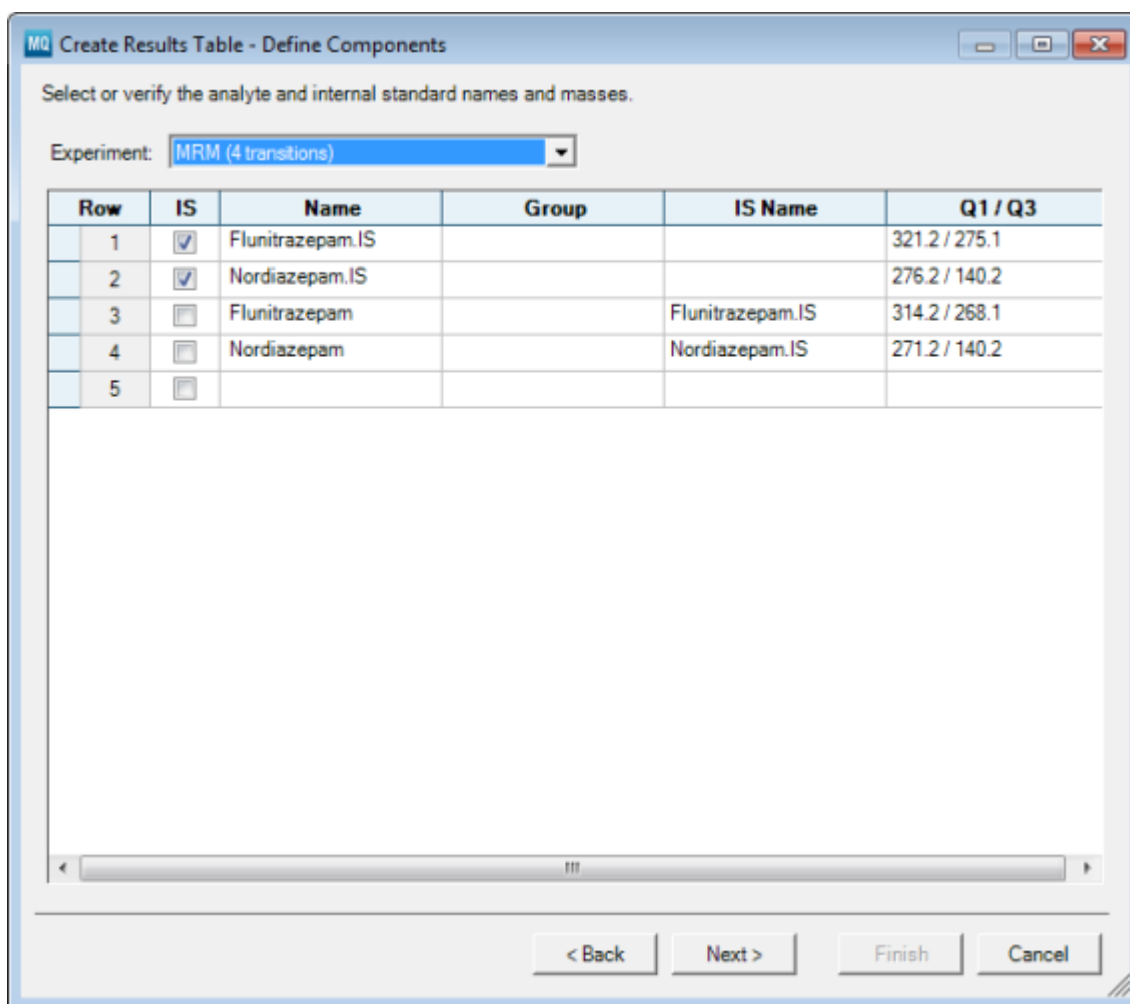 MQ Create Results Table - Define Components
Select or verify the analyte and internal standard names and masses.
Experiment: MRM (4 transitions)
Row IS Name Group IS Name Q1 / Q3
1 Flunitrazepam.IS 321.2 / 275.1
2 Nordiazepam.IS 276.2 / 140.2
3 Flunitrazepam Flunitrazepam.IS 314.2 / 268.1
4 Nordiazepam Nordiazepam.IS 271.2 / 140.2
5
< Back Next > Finish Cancel